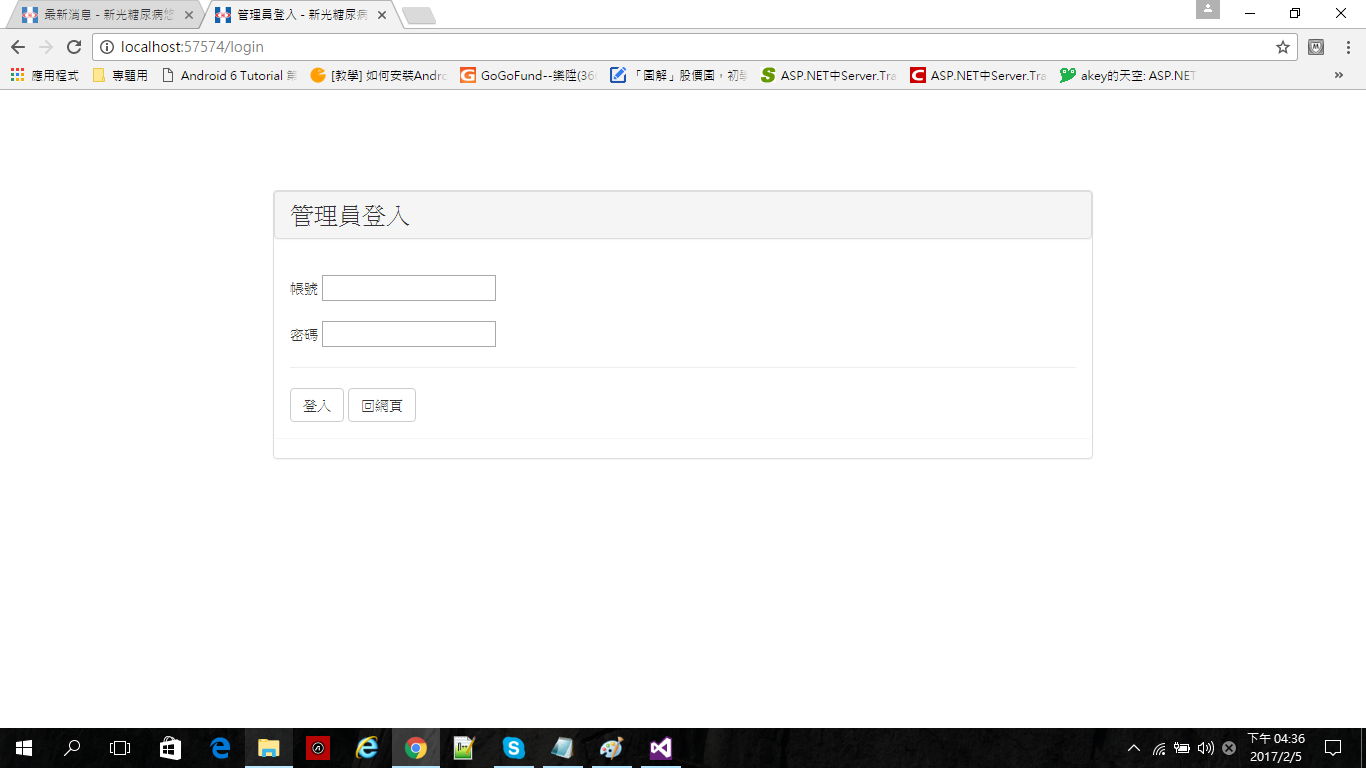 最新消息 - 新光糖尿病悠
管理員登入 - 新光糖尿病
localhost:57574/login
應用程式
專題用
Android 6 Tutorial
[教學] 如何安裝Andro
GoGoFund--樂陞(36
「圖解」股價圖，初學
ASP.NET中Server.Tra
ASP.NET中Server.Tra
akey的天空: ASP.NET
»
管理員登入
帳號
密碼
登入 回網頁
下午 04:36
2017/2/5